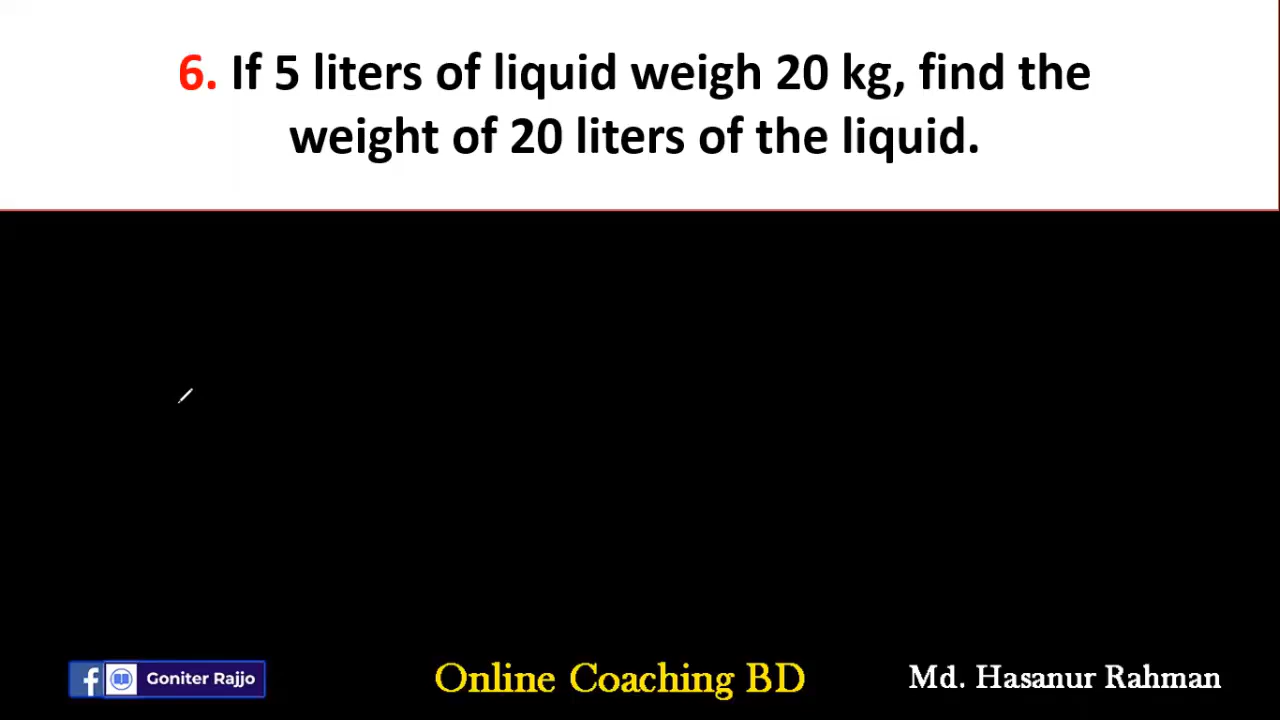 6. If 5 liters of liquid weigh 20 kg, find the
weight of 20 liters of the liquid.
f Goniter Rajjo
Online Coaching BD
Md. Hasanur Rahman